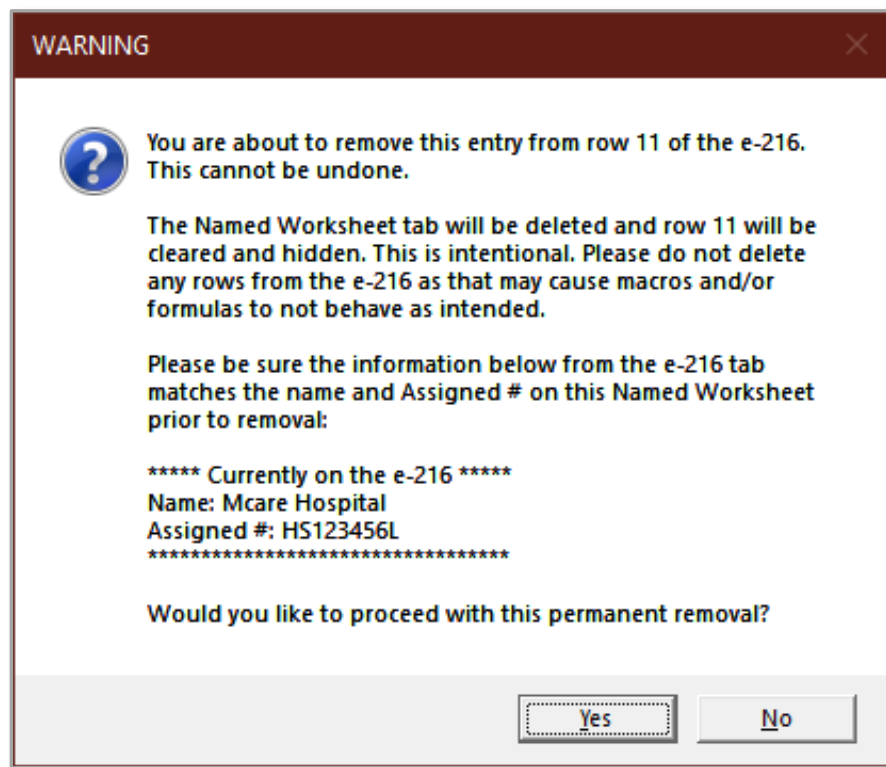 WARNING
You are about to remove this entry from row 11 of the e-216.
This cannot be undone.
The Named Worksheet tab will be deleted and row 11 will be
cleared and hidden. This is intentional. Please do not delete
any rows from the e-216 as that may cause macros and/or
formulas to not behave as intended.
Please be sure the information below from the e-216 tab
matches the name and Assigned # on this Named Worksheet
prior to removal:
***** Currently on the e-216 *****
Name: Mcare Hospital
Assigned #: HS123456L
**********************************
Would you like to proceed with this permanent removal?
Yes No